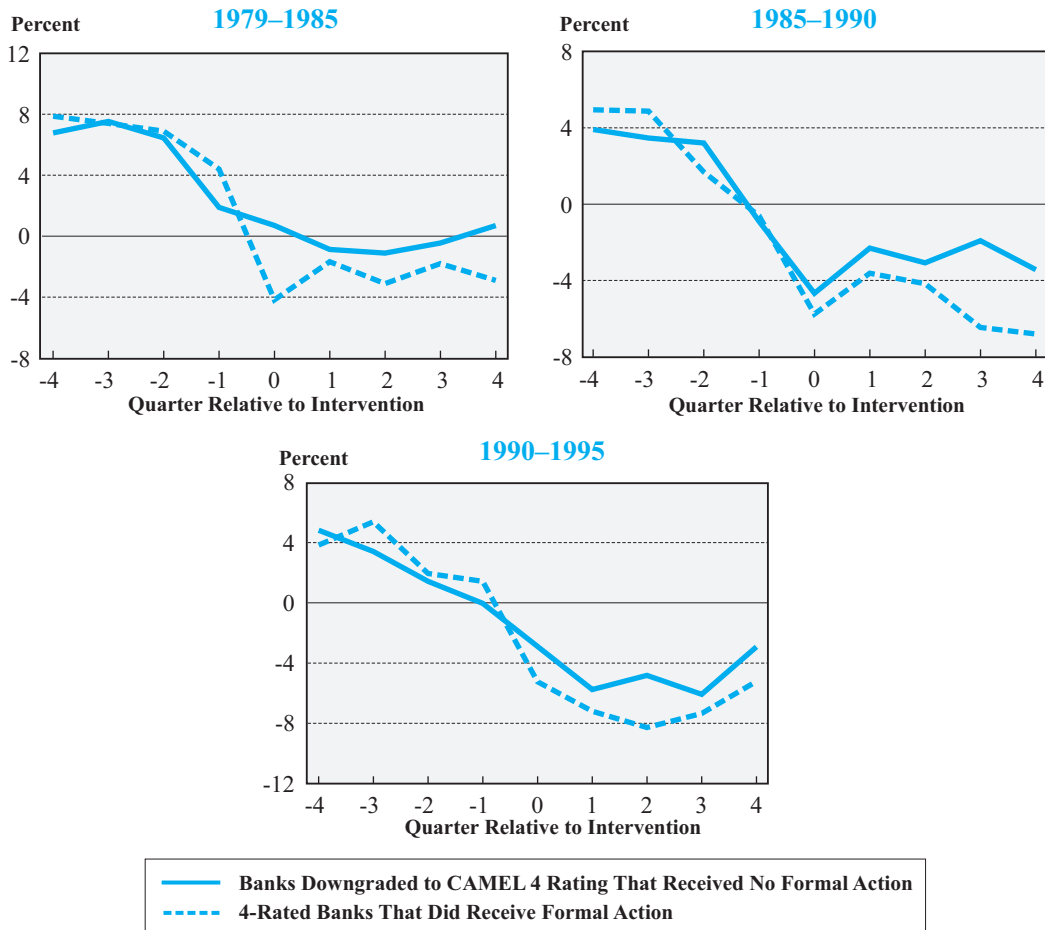 1979–1985
Percent
12
8
4
0
-4
-8
-4 -3 -2 -1 0 1 2 3 4
Quarter Relative to Intervention
1985–1990
Percent
8
4
0
-4
-8
-4 -3 -2 -1 0 1 2 3 4
Quarter Relative to Intervention
1990–1995
Percent
8
4
0
-4
-8
-12
-4 -3 -2 -1 0 1 2 3 4
Quarter Relative to Intervention
Banks Downgraded to CAMEL 4 Rating That Received No Formal Action
4-Rated Banks That Did Receive Formal Action